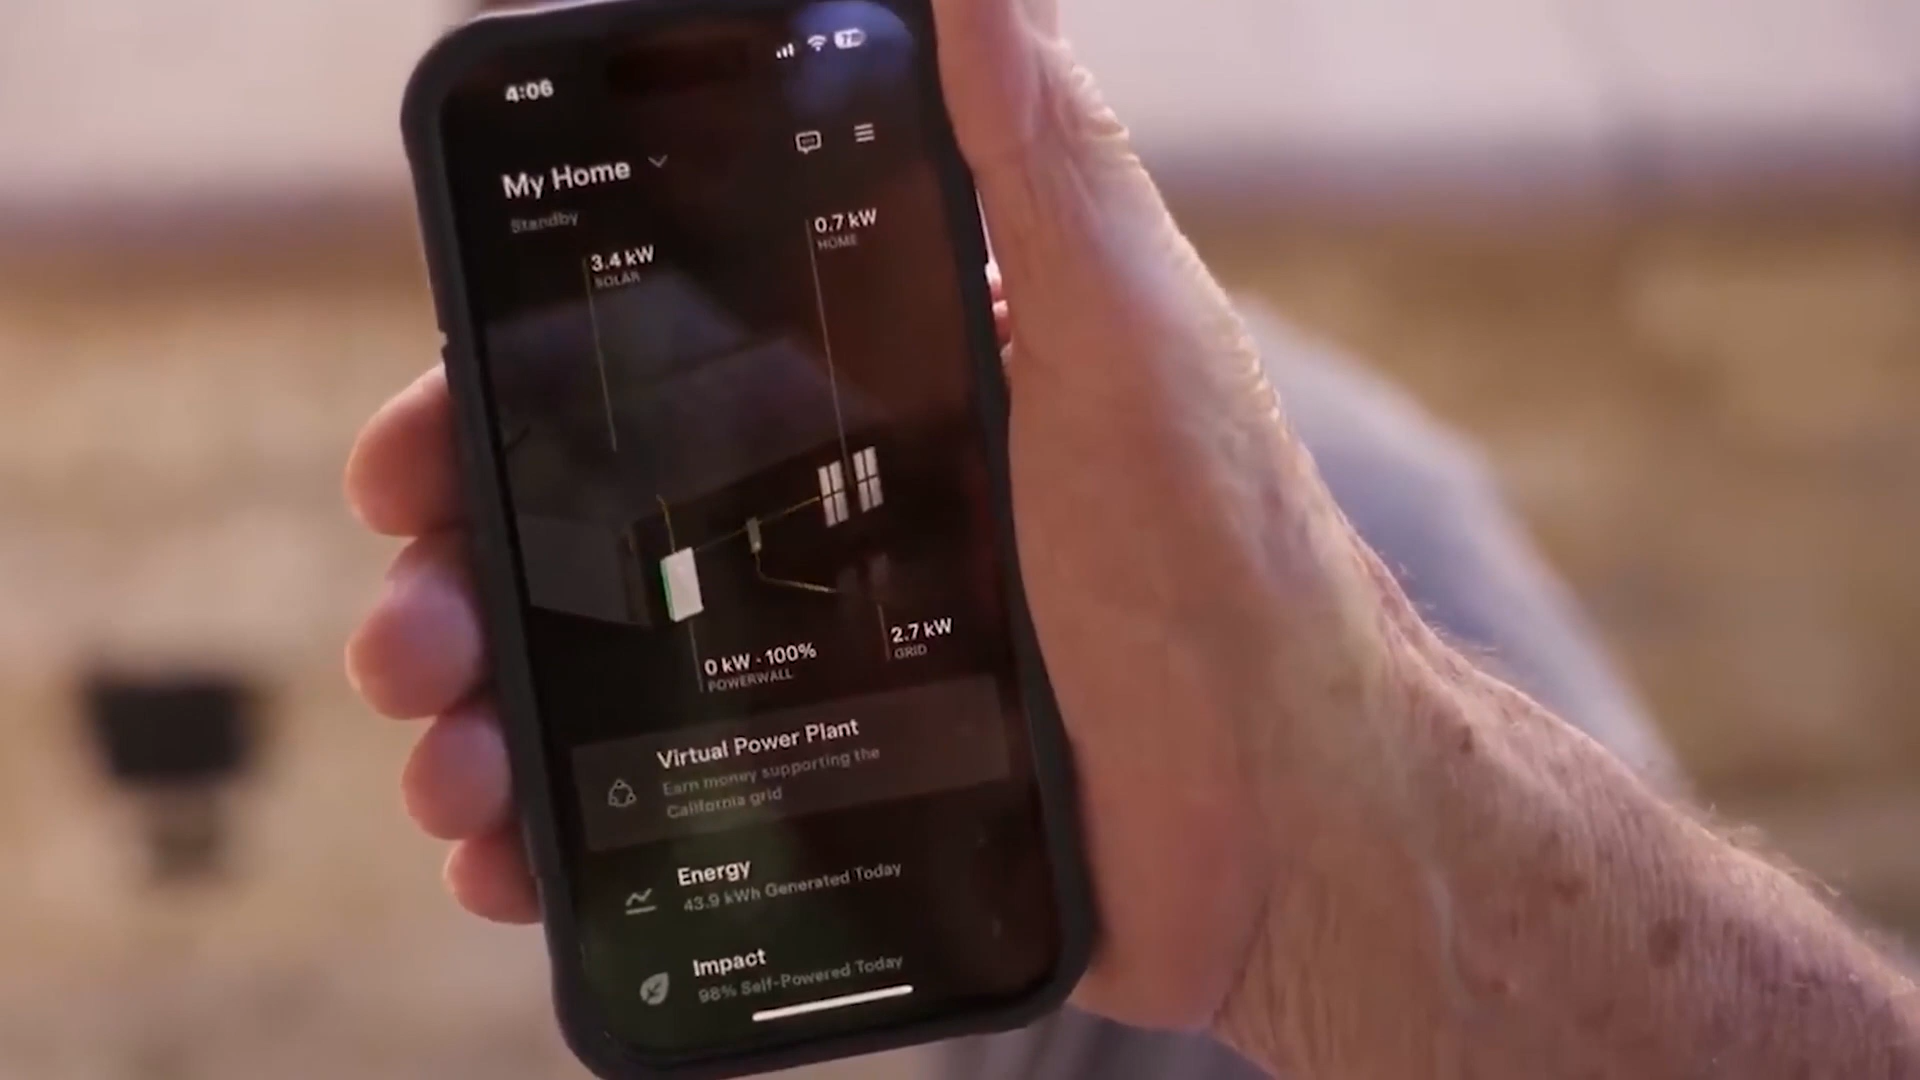 4:06
My Home
Standby
0.7 kW
HOME
3.4 kW
SOLAR
0 kW · 100%
POWERWALL
2.7 kW
GRID
Virtual Power Plant
Earn money supporting the
California grid
Energy
43.9 kWh Generated Today
Impact
98% Self-Powered Today